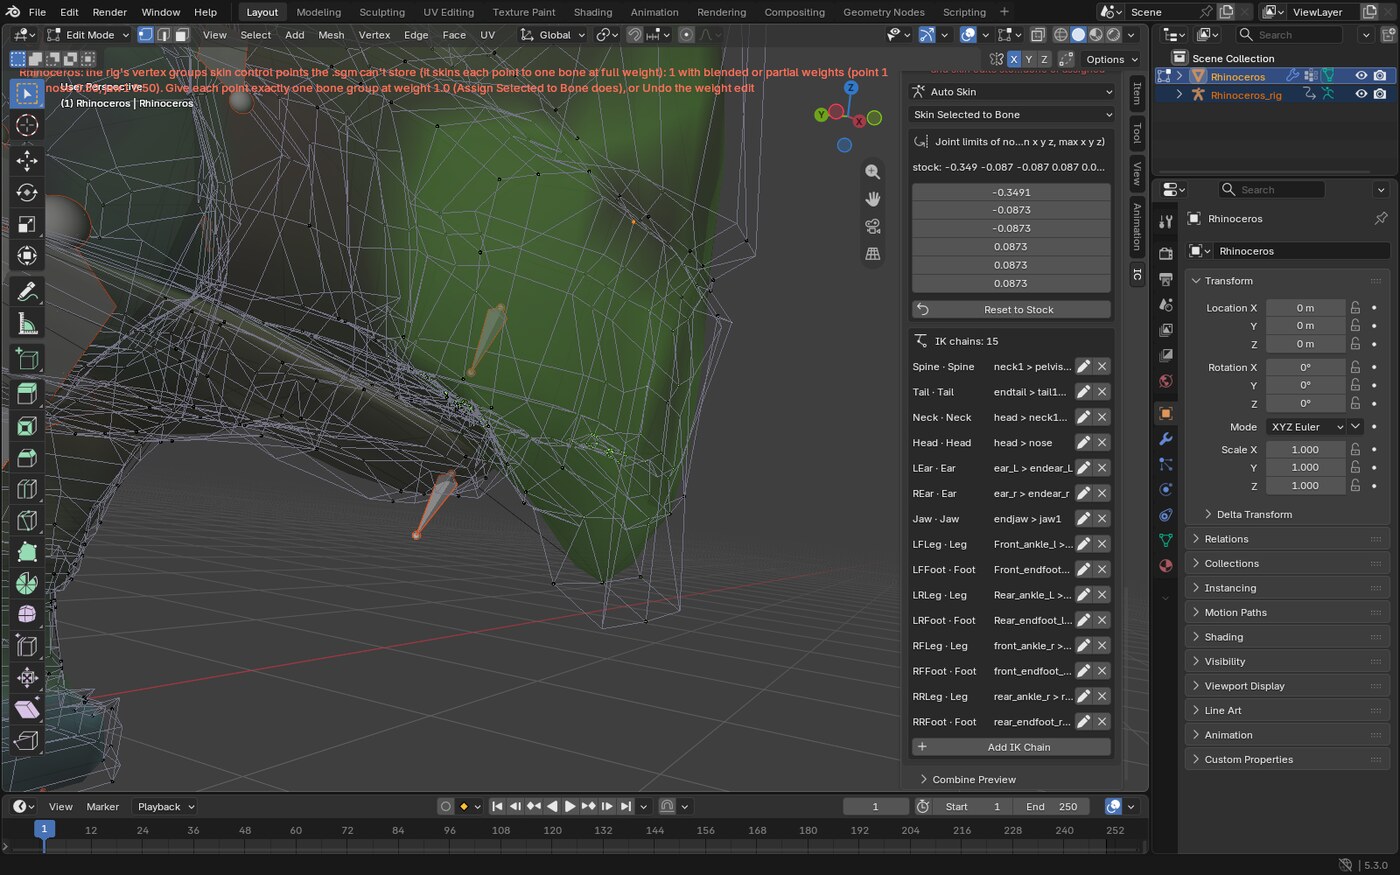 File Edit Render Window Help Layout Modeling Sculpting UV Editing Texture Paint Shading Animation Rendering Compositing Geometry Nodes Scripting + Scene ViewLayer
Edit Mode View Select Add Mesh Vertex Edge Face UV Global Search
X Y Z Options
Rhinoceros: the rig's vertex groups skin control points the .sgm can't store (it skins each point to one bone at full weight): 1 with blended or partial weights (point 1
50). Give each point exactly one bone group at weight 1.0 (Assign Selected to Bone does), or Undo the weight edit
User Perspective
(1) Rhinoceros | Rhinoceros
Z
Y
X
Item
Tool
View
Animation
IC
Auto Skin
Skin Selected to Bone
Joint limits of no...n x y z, max x y z)
stock: -0.349 -0.087 -0.087 0.087 0.0...
-0.3491
-0.0873
-0.0873
0.0873
0.0873
0.0873
Reset to Stock
IK chains: 15
Spine · Spine neck1 > pelvis...
Tail · Tail endtail > tail1...
Neck · Neck head > neck1...
Head · Head head > nose
LEar · Ear ear_L > endear_L
REar · Ear ear_r > endear_r
Jaw · Jaw endjaw > jaw1
LFLeg · Leg Front_ankle_l >...
LFFoot · Foot Front_endfoot...
LRLeg · Leg Rear_ankle_L >...
LRFoot · Foot Rear_endfoot_l...
RFLeg · Leg front_ankle_r >...
RFFoot · Foot front_endfoot_...
RRLeg · Leg rear_ankle_r > r...
RRFoot · Foot rear_endfoot_r...
Add IK Chain
Combine Preview
Scene Collection
Rhinoceros
Rhinoceros_rig
Search
Rhinoceros
Rhinoceros
Transform
Location X 0 m
Y 0 m
Z 0 m
Rotation X 0°
Y 0°
Z 0°
Mode XYZ Euler
Scale X 1.000
Y 1.000
Z 1.000
Delta Transform
Relations
Collections
Instancing
Motion Paths
Shading
Visibility
Viewport Display
Line Art
Animation
Custom Properties
View Marker Playback 1 Start 1 End 250
1 12 24 36 48 60 72 84 96 108 120 132 144 156 168 180 192 204 216 228 240 252
5.3.0